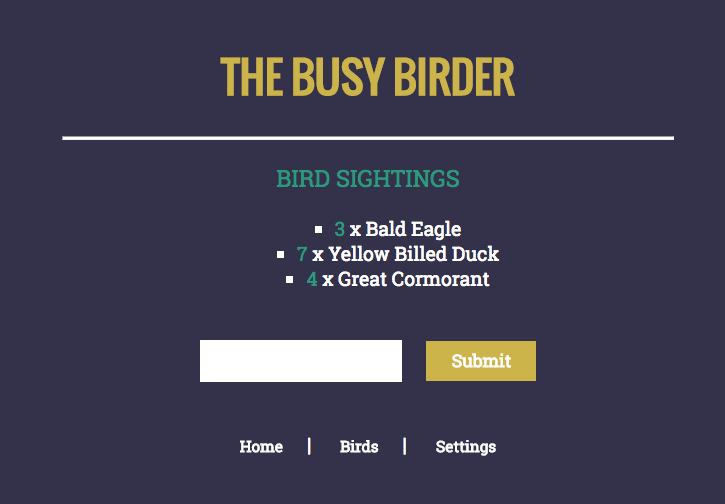 THE BUSY BIRDER
BIRD SIGHTINGS
3 x Bald Eagle
7 x Yellow Billed Duck
4 x Great Cormorant
Submit
Home | Birds | Settings